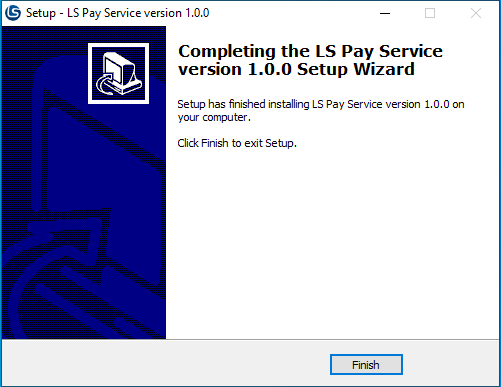 LS Setup - LS Pay Service version 1.0.0
Completing the LS Pay Service
version 1.0.0 Setup Wizard
Setup has finished installing LS Pay Service version 1.0.0 on
your computer.
Click Finish to exit Setup.
Finish